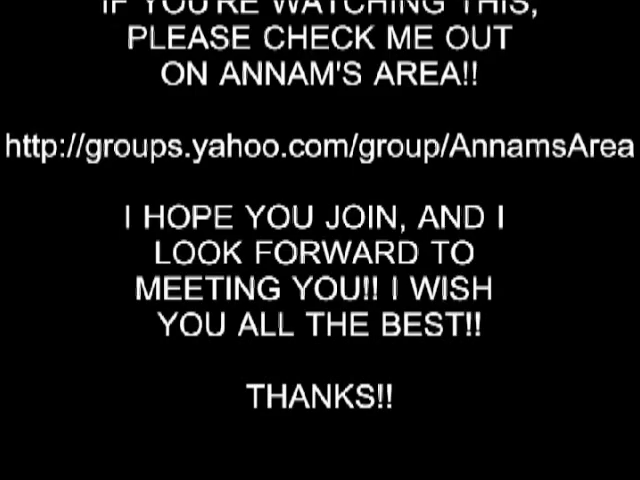 IF YOU'RE WATCHING THIS,
PLEASE CHECK ME OUT
ON ANNAM'S AREA!!
http://groups.yahoo.com/group/AnnamsArea
I HOPE YOU JOIN, AND I
LOOK FORWARD TO
MEETING YOU!! I WISH
YOU ALL THE BEST!!
THANKS!!